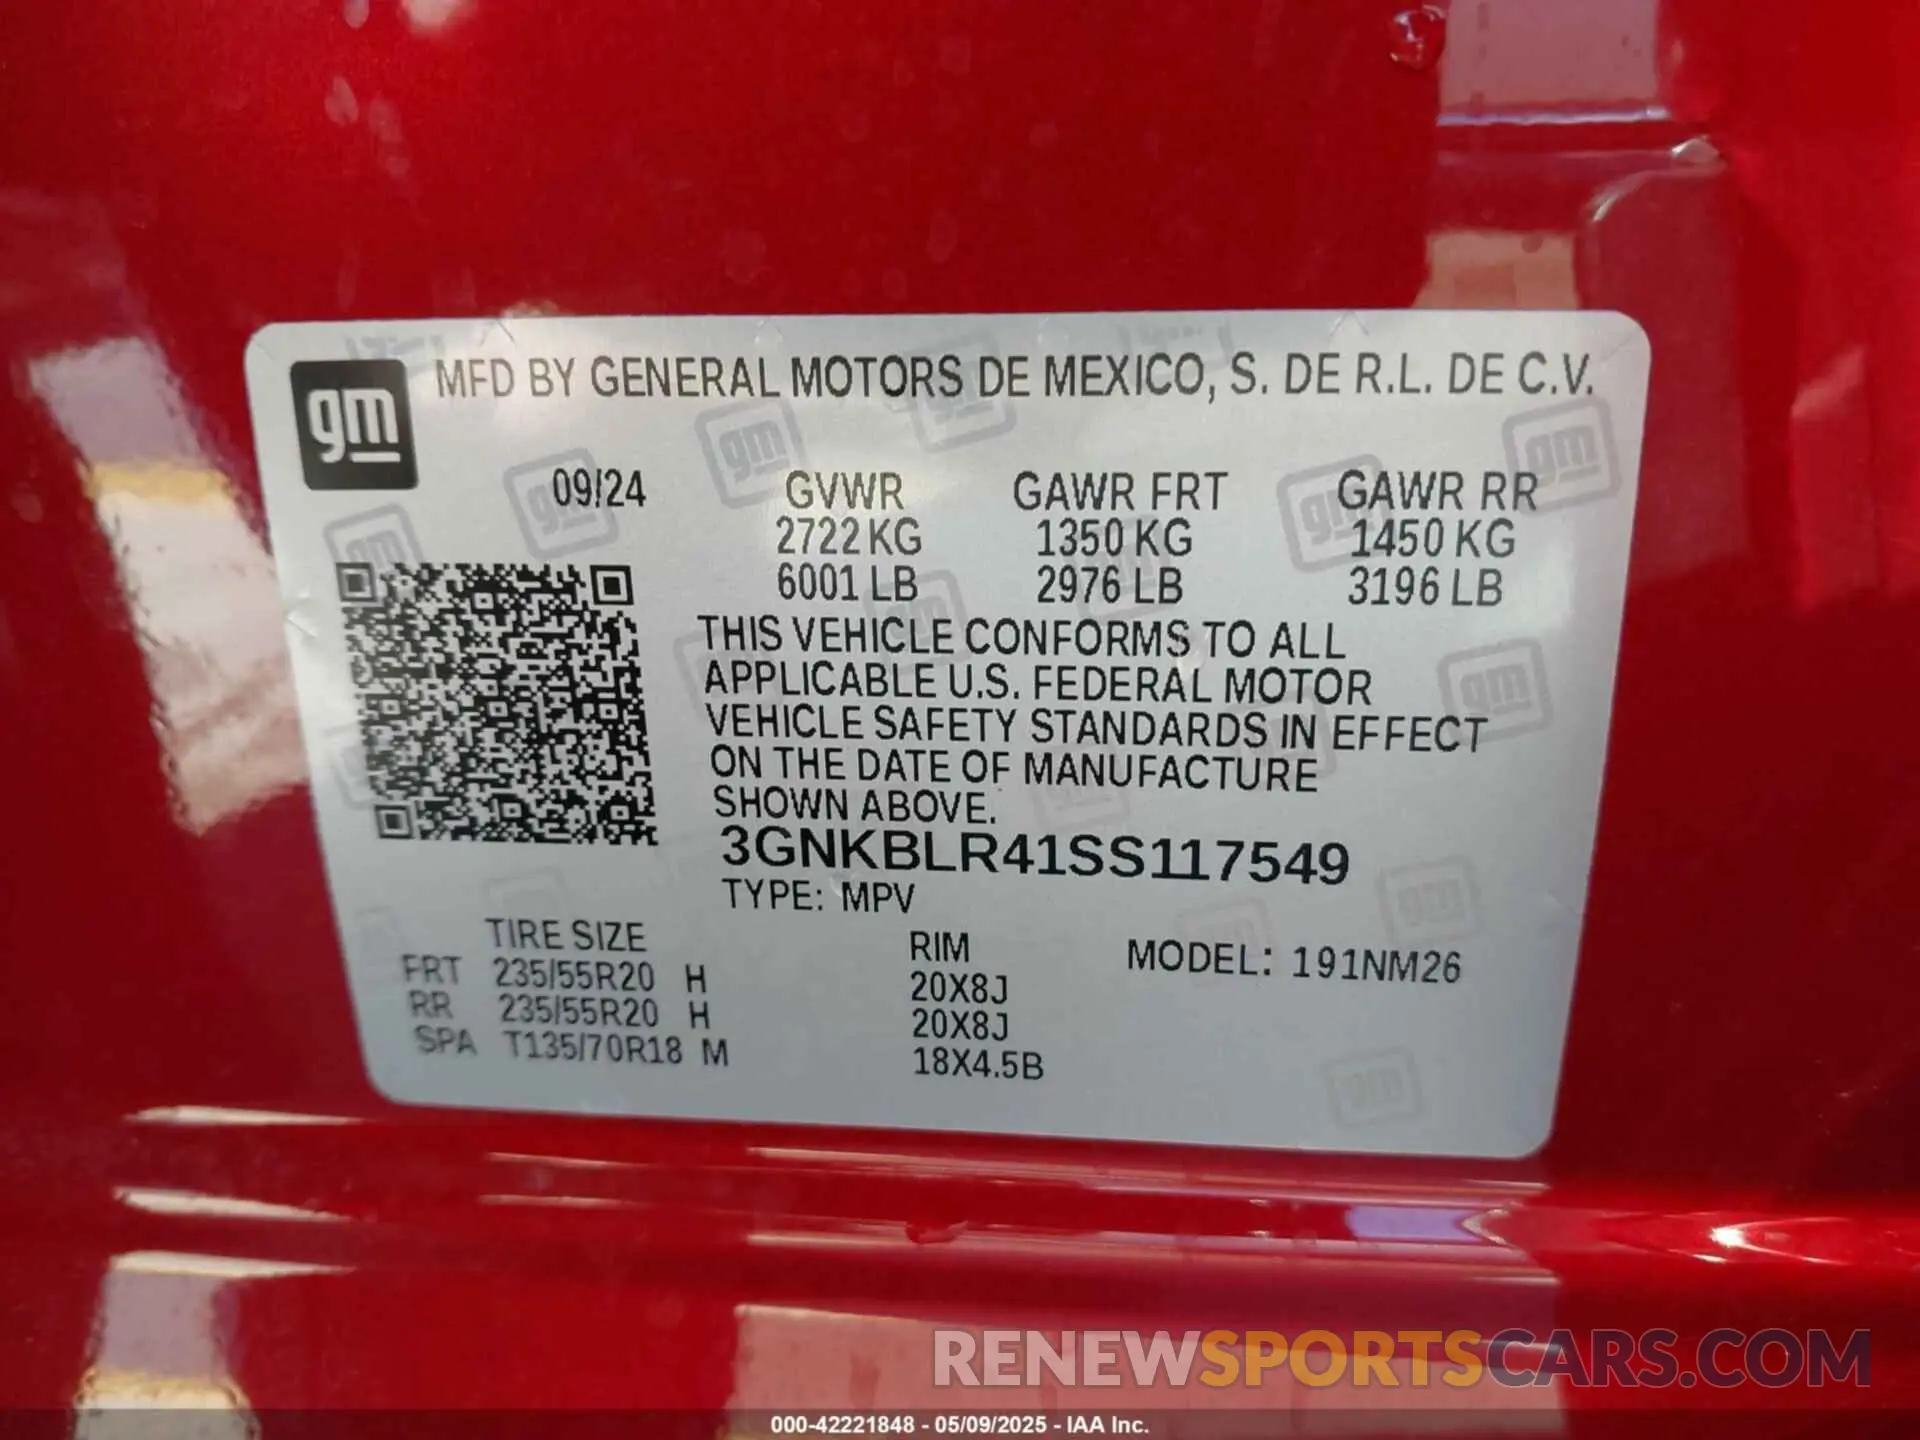 gm MFD BY GENERAL MOTORS DE MEXICO, S. DE R.L. DE C.V.
09/24 GVWR GAWR FRT GAWR RR
2722 KG 1350 KG 1450 KG
6001 LB 2976 LB 3196 LB
THIS VEHICLE CONFORMS TO ALL
APPLICABLE U.S. FEDERAL MOTOR
VEHICLE SAFETY STANDARDS IN EFFECT
ON THE DATE OF MANUFACTURE
SHOWN ABOVE.
3GNKBLR41SS117549
TYPE: MPV
TIRE SIZE RIM MODEL: 191NM26
FRT 235/55R20 H 20X8J
RR 235/55R20 H 20X8J
SPA T135/70R18 M 18X4.5B
RENEWSPORTSCARS.COM
000-42221848 - 05/09/2025 - IAA Inc.